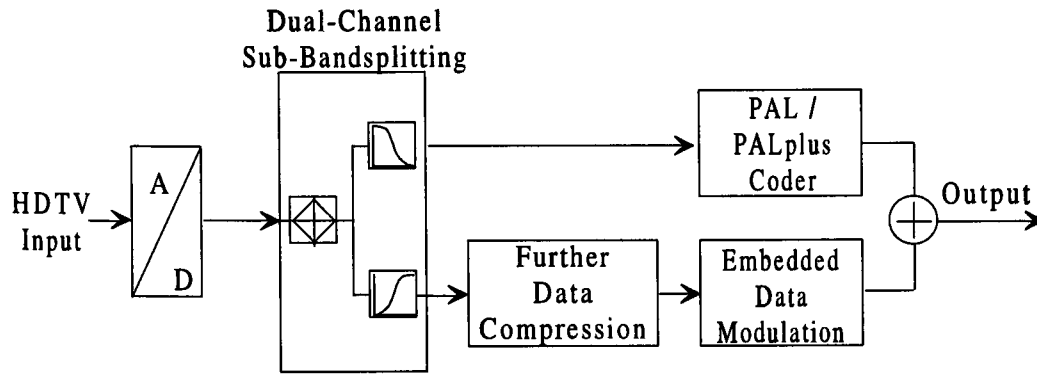 Dual-Channel
Sub-Bandsplitting
HDTV
Input
A
D
PAL /
PALplus
Coder
Further
Data
Compression
Embedded
Data
Modulation
Output